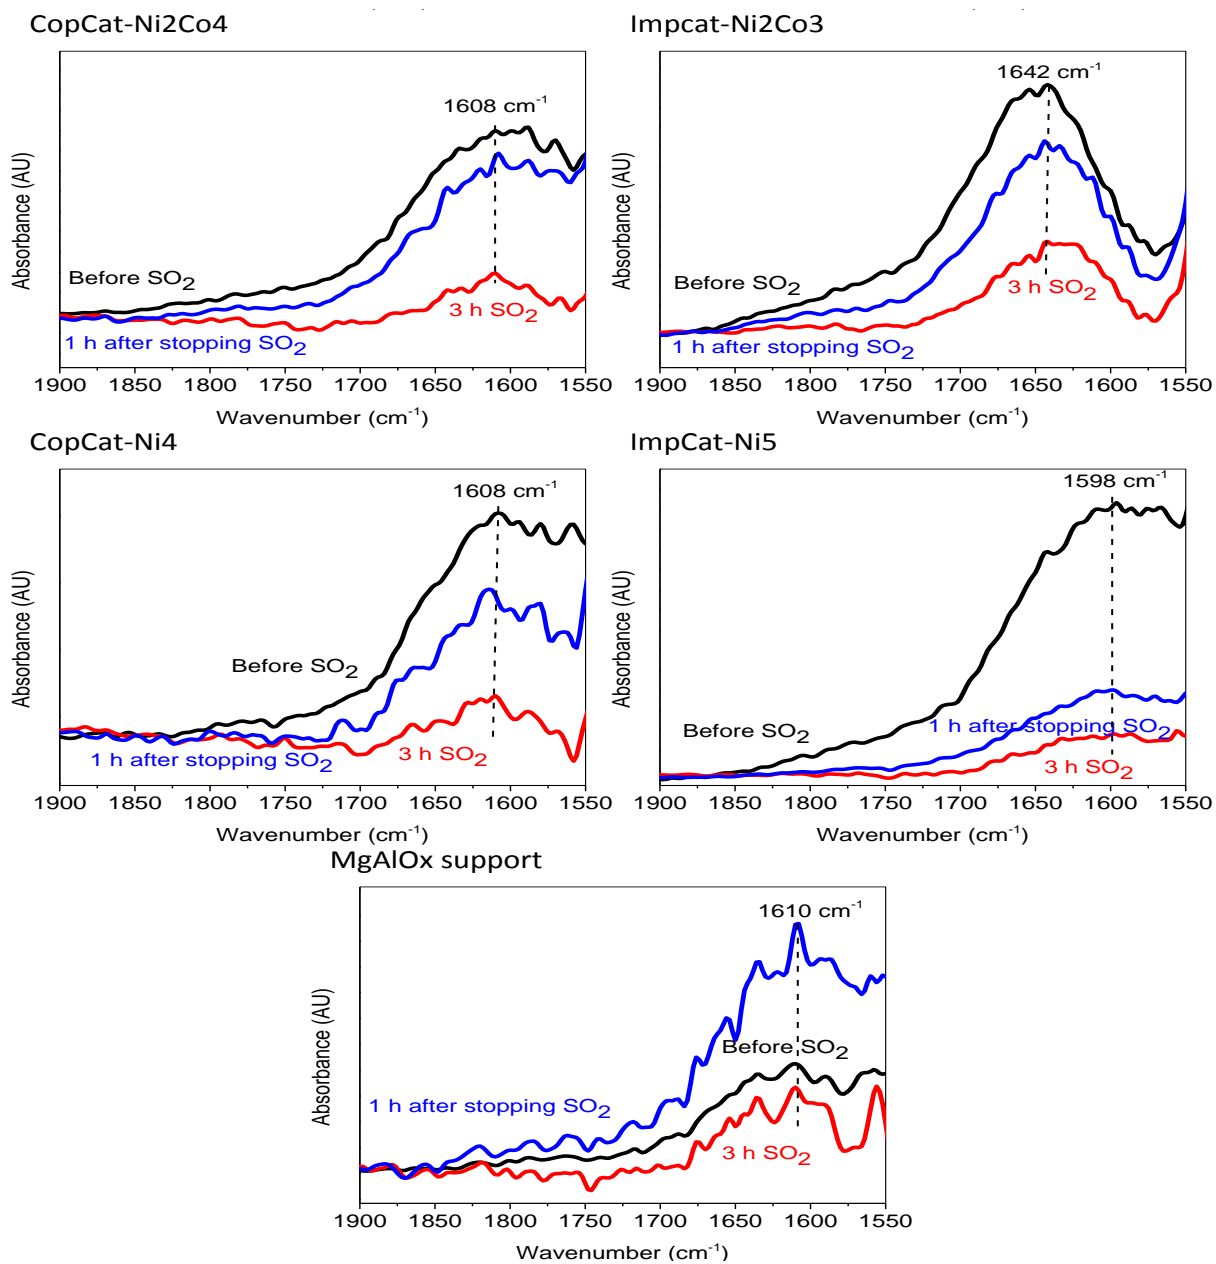 CopCat-Ni2Co4
Impcat-Ni2Co3
1608 cm⁻¹
Absorbance (AU)
Before SO₂
3 h SO₂
1 h after stopping SO₂
1900 1850 1800 1750 1700 1650 1600 1550
Wavenumber (cm⁻¹)
1642 cm⁻¹
Absorbance (AU)
Before SO₂
3 h SO₂
1 h after stopping SO₂
1900 1850 1800 1750 1700 1650 1600 1550
Wavenumber (cm⁻¹)
CopCat-Ni4
ImpCat-Ni5
1608 cm⁻¹
Absorbance (AU)
Before SO₂
1 h after stopping SO₂
3 h SO₂
1900 1850 1800 1750 1700 1650 1600 1550
Wavenumber (cm⁻¹)
1598 cm⁻¹
Absorbance (AU)
Before SO₂
1 h after stopping SO₂
3 h SO₂
1900 1850 1800 1750 1700 1650 1600 1550
Wavenumber (cm⁻¹)
MgAlOx support
1610 cm⁻¹
Absorbance (AU)
Before SO₂
1 h after stopping SO₂
3 h SO₂
1900 1850 1800 1750 1700 1650 1600 1550
Wavenumber (cm⁻¹)